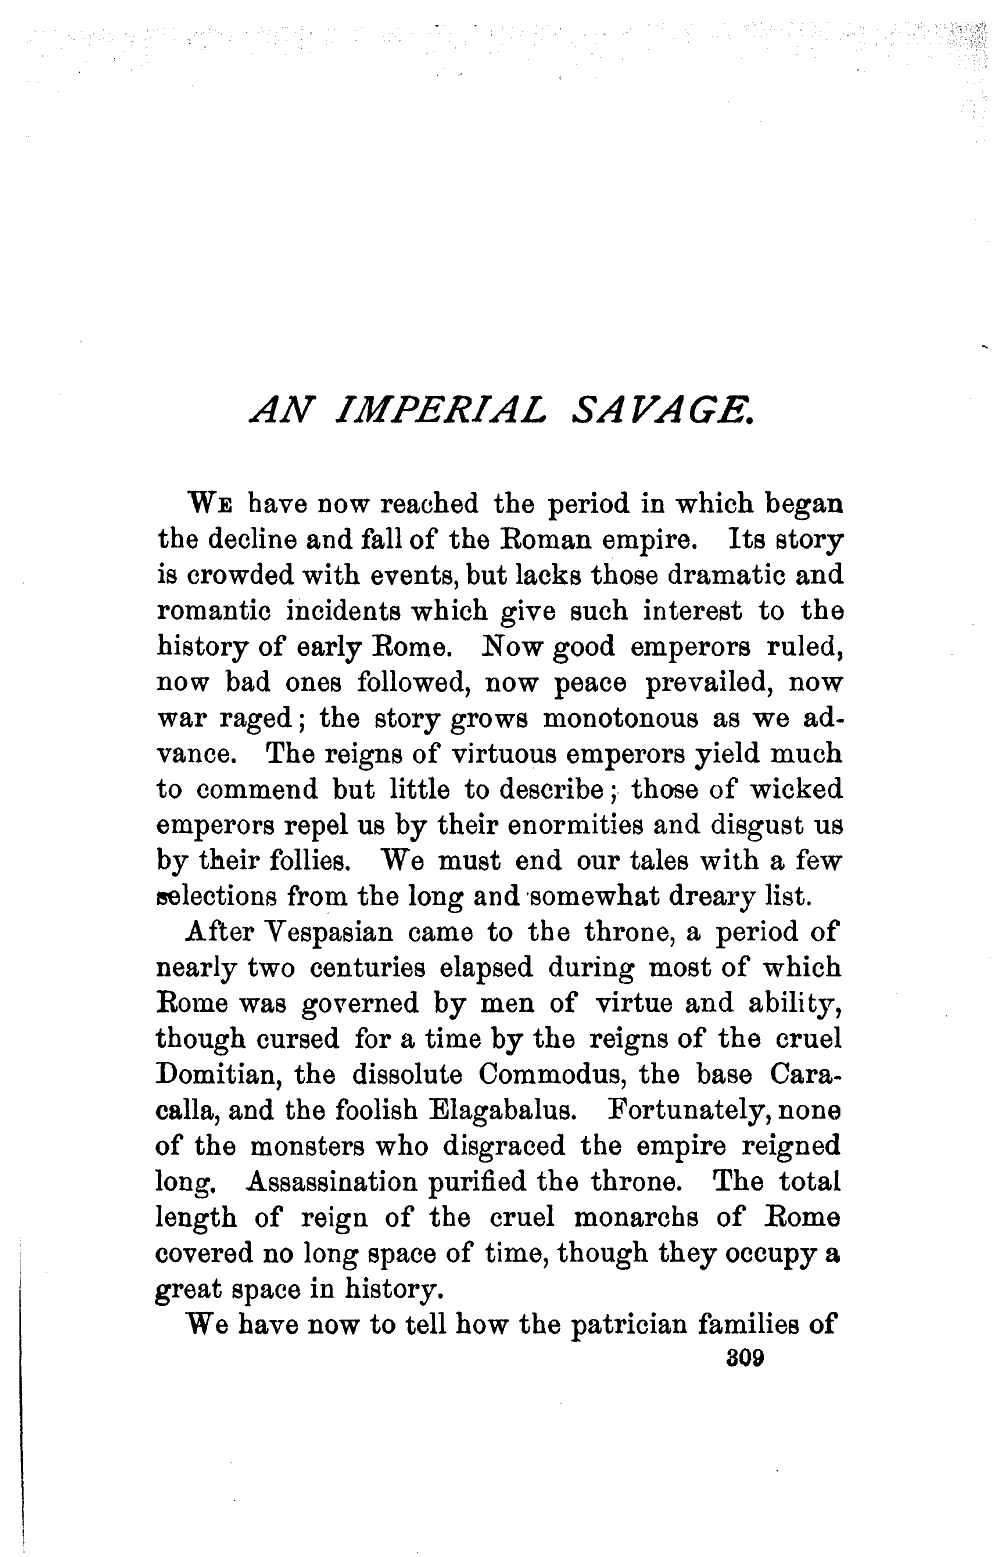 AN IMPERIAL SAVAGE.
WE have now reached the period in which began
the decline and fall of the Roman empire. Its story
is crowded with events, but lacks those dramatic and
romantic incidents which give such interest to the
history of early Rome. Now good emperors ruled,
now bad ones followed, now peace prevailed, now
war raged; the story grows monotonous as we ad-
vance. The reigns of virtuous emperors yield much
to commend but little to describe; those of wicked
emperors repel us by their enormities and disgust us
by their follies. We must end our tales with a few
selections from the long and somewhat dreary list.
After Vespasian came to the throne, a period of
nearly two centuries elapsed during most of which
Rome was governed by men of virtue and ability,
though cursed for a time by the reigns of the cruel
Domitian, the dissolute Commodus, the base Cara-
calla, and the foolish Elagabalus. Fortunately, none
of the monsters who disgraced the empire reigned
long. Assassination purified the throne. The total
length of reign of the cruel monarchs of Rome
covered no long space of time, though they occupy a
great space in history.
We have now to tell how the patrician families of
309